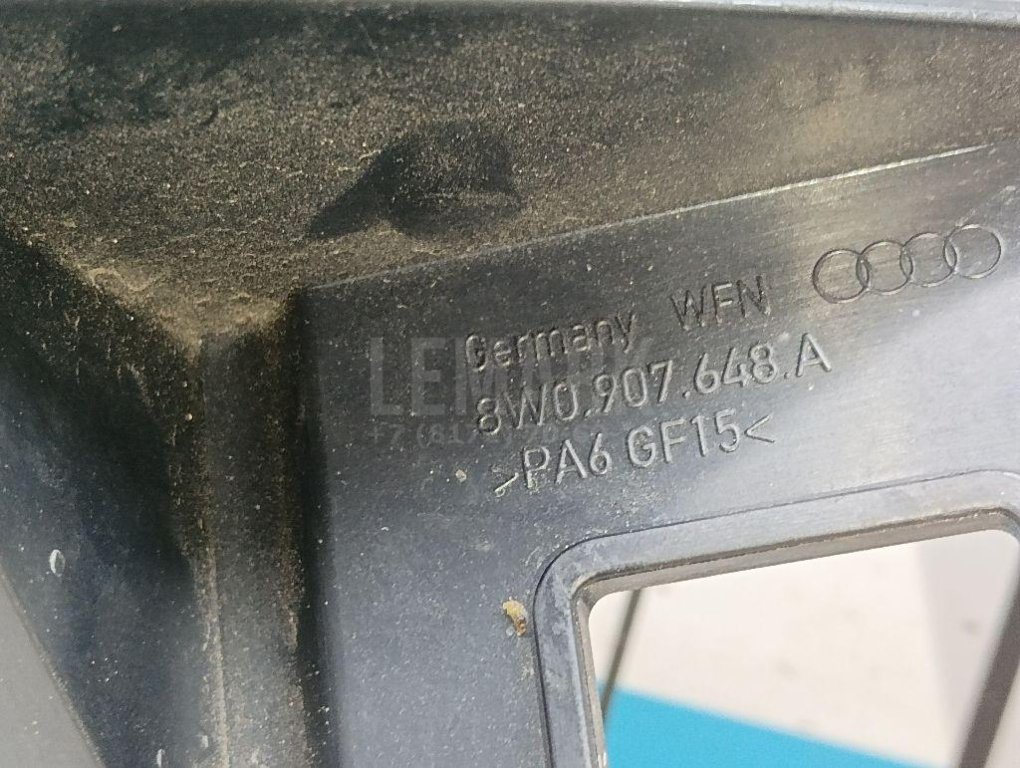 Germany WFN
8W0.907.648.A
>PA6 GF15<